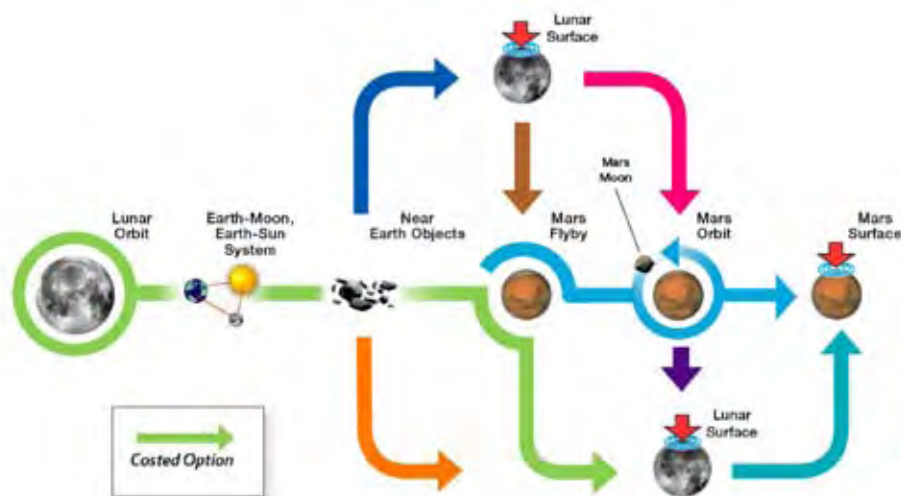 Lunar
Surface
Mars
Moon
Lunar
Orbit
Earth-Moon,
Earth-Sun
System
Near
Earth Objects
Mars
Flyby
Mars
Orbit
Mars
Surface
Lunar
Surface
Costed Option